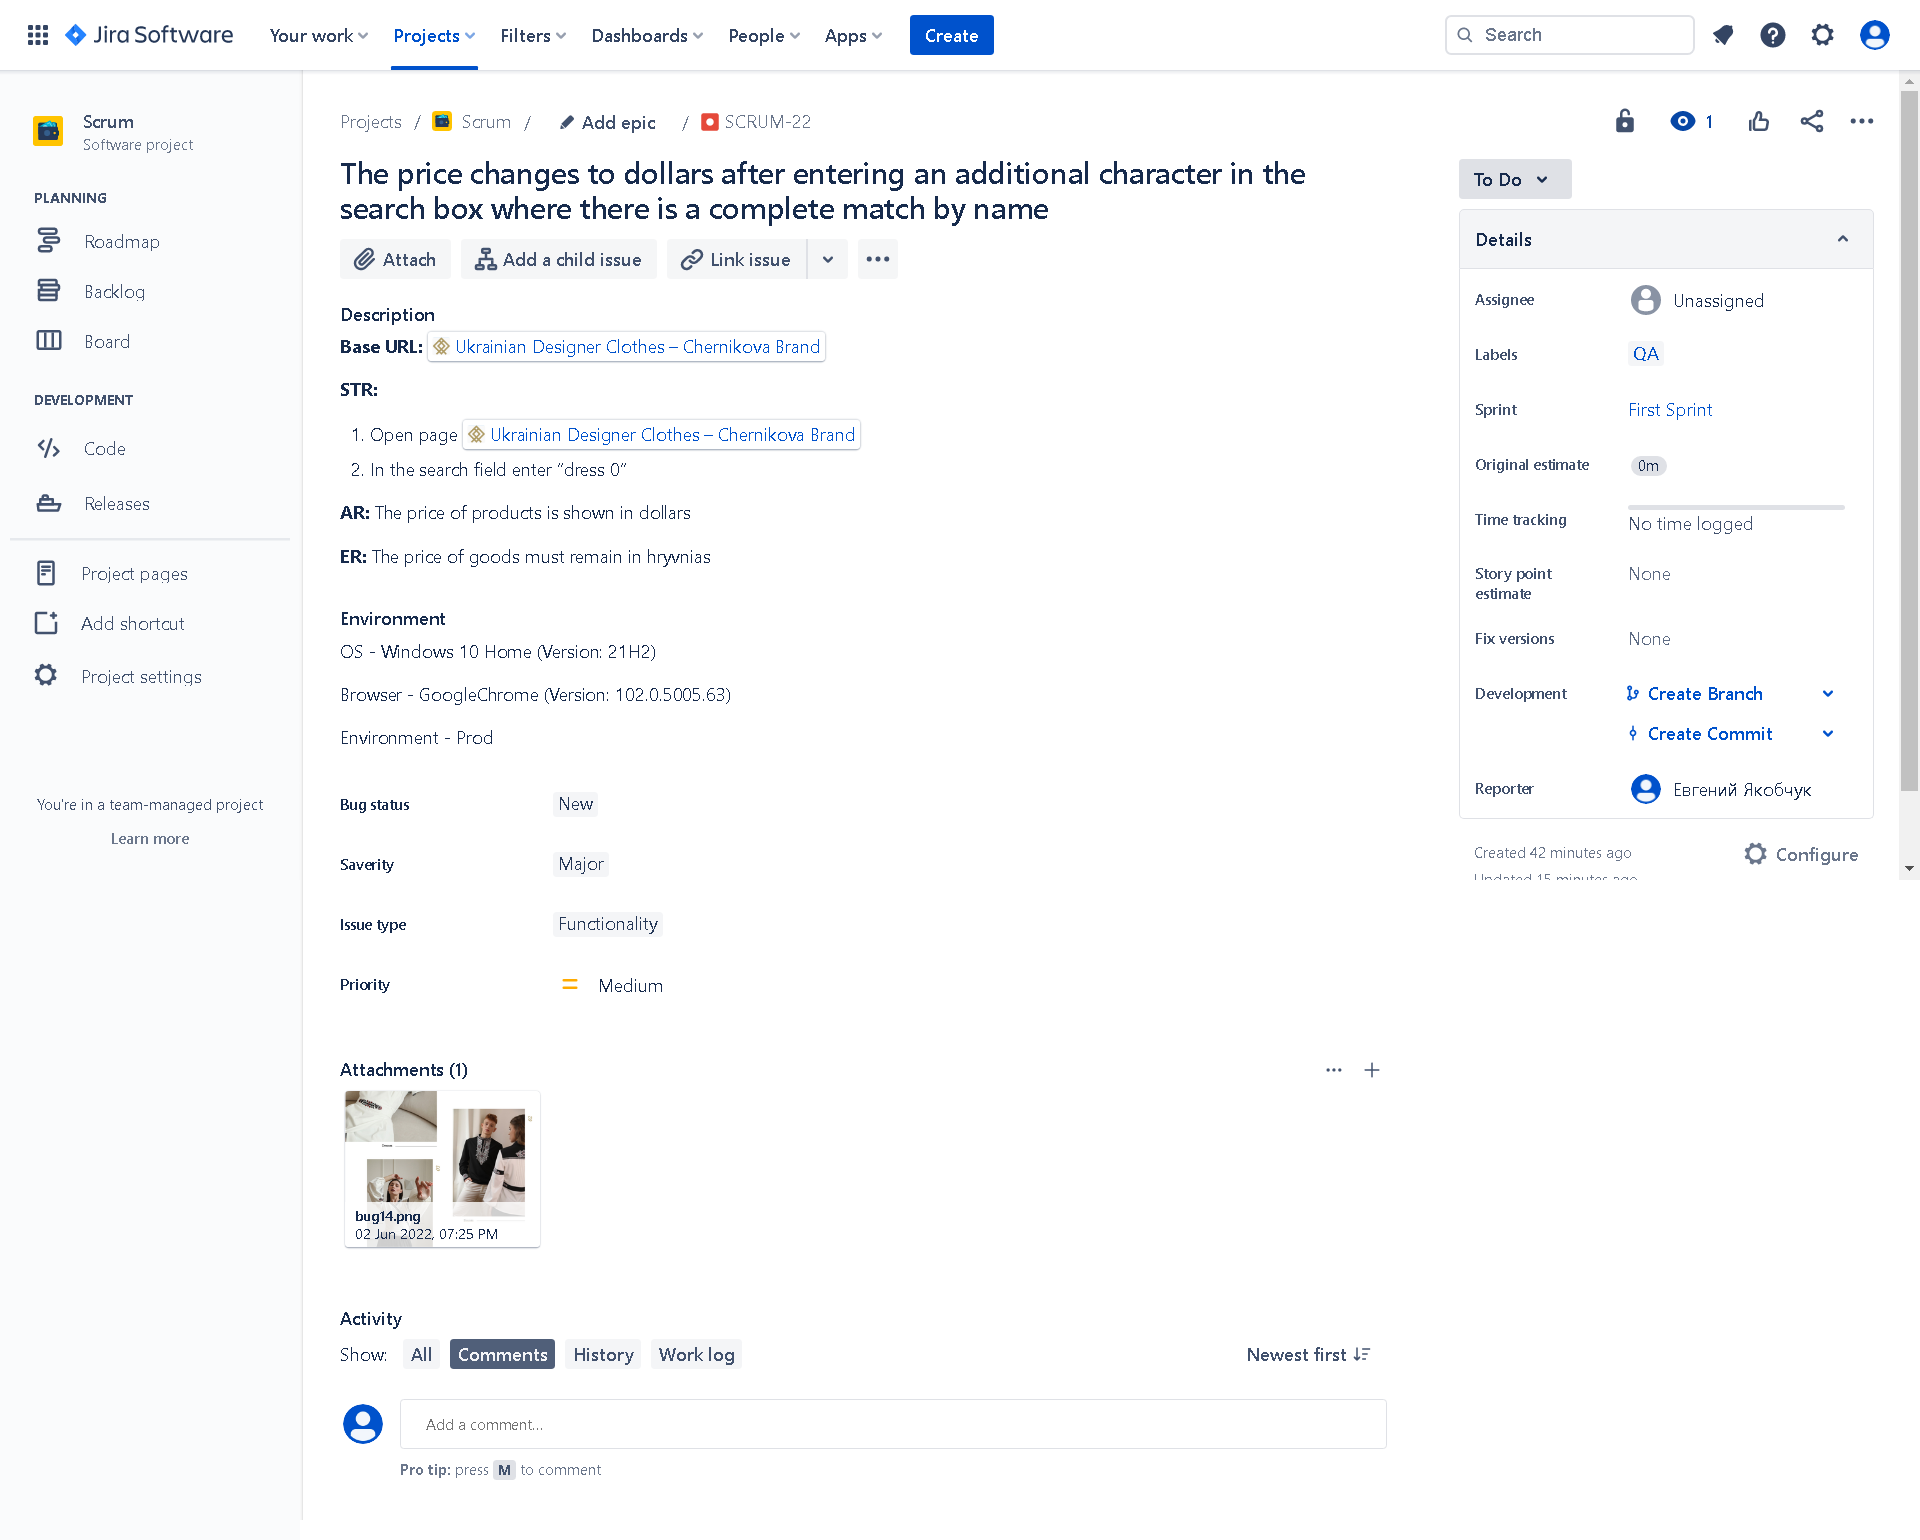 Jira Software
Your work
Projects
Filters
Dashboards
People
Apps
Create
Search
Scrum
Software project
PLANNING
Roadmap
Backlog
Board
DEVELOPMENT
Code
Releases
Project pages
Add shortcut
Project settings
You're in a team-managed project
Learn more
Projects / Scrum / Add epic / SCRUM-22
1
The price changes to dollars after entering an additional character in the
search box where there is a complete match by name
Attach
Add a child issue
Link issue
Description
Base URL: Ukrainian Designer Clothes – Chernikova Brand
STR:
1. Open page Ukrainian Designer Clothes – Chernikova Brand
2. In the search field enter “dress 0”
AR: The price of products is shown in dollars
ER: The price of goods must remain in hryvnias
Environment
OS - Windows 10 Home (Version: 21H2)
Browser - GoogleChrome (Version: 102.0.5005.63)
Environment - Prod
Bug status New
Saverity Major
Issue type Functionality
Priority Medium
Attachments (1)
bug14.png
02 Jun 2022, 07:25 PM
Activity
Show: All Comments History Work log
Newest first
Add a comment...
Pro tip: press M to comment
To Do
Details
Assignee Unassigned
Labels QA
Sprint First Sprint
Original estimate 0m
Time tracking No time logged
Story point
estimate
None
Fix versions None
Development Create Branch
Create Commit
Reporter Евгений Якобчук
Created 42 minutes ago
Configure
Updated 15 minutes ago